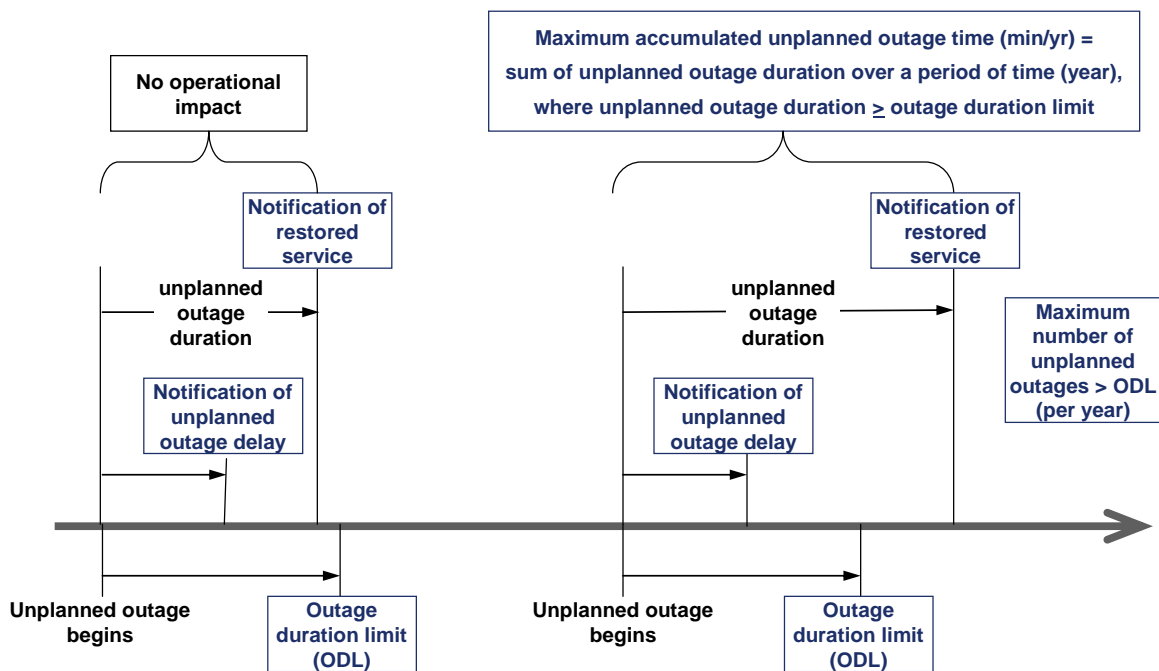 Maximum accumulated unplanned outage time (min/yr) =
sum of unplanned outage duration over a period of time (year),
where unplanned outage duration ≥ outage duration limit
No operational
impact
Notification of
restored
service
Notification of
restored
service
unplanned
outage
duration
unplanned
outage
duration
Maximum
number of
unplanned
outages > ODL
(per year)
Notification of
unplanned
outage delay
Notification of
unplanned
outage delay
Unplanned outage
begins
Outage
duration limit
(ODL)
Unplanned outage
begins
Outage
duration limit
(ODL)